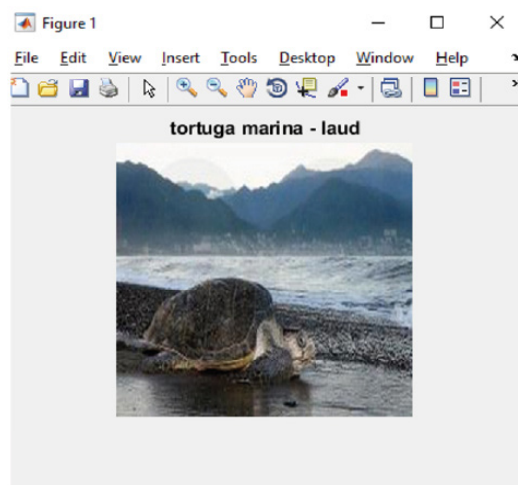 Figure 1
File Edit View Insert Tools Desktop Window Help
tortuga marina - laud